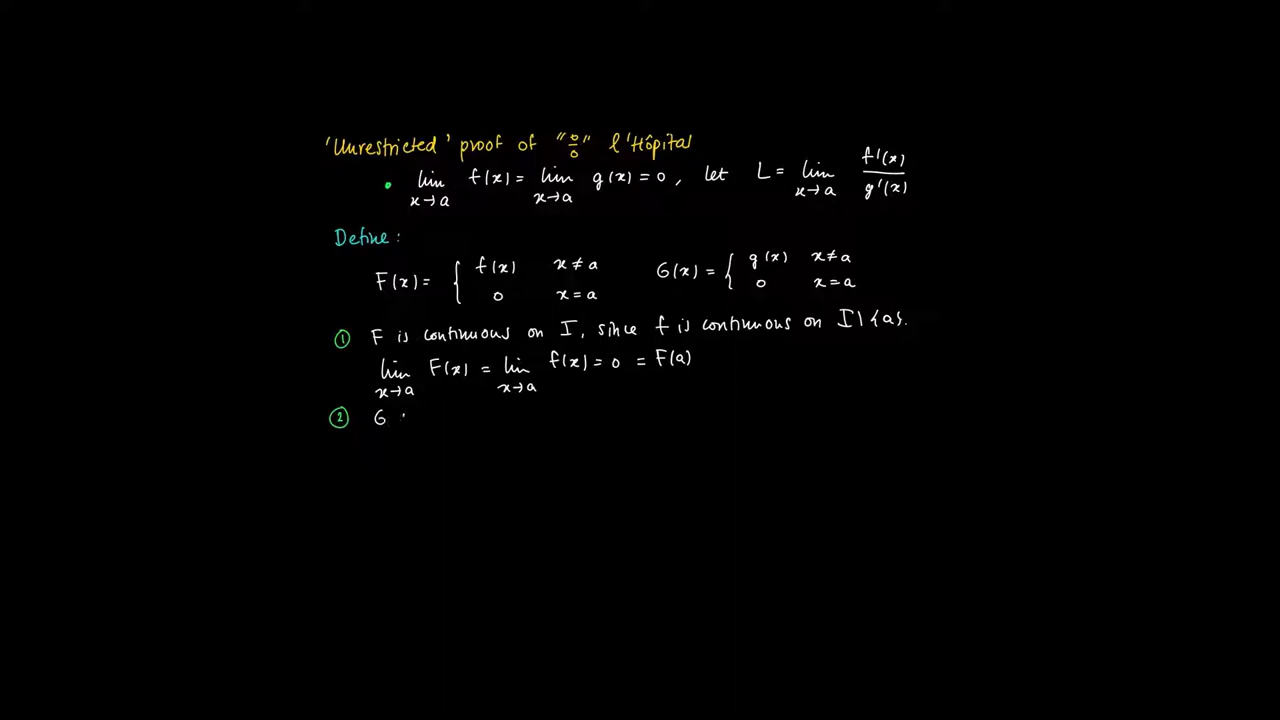 'Unrestricted' proof of "0/0" l'Hôpital
• lim x→a f(x) = lim x→a g(x) = 0, let L = lim x→a f'(x)/g'(x)
Define:
F(x) = { f(x) x≠a 0 x=a G(x) = { g(x) x≠a 0 x=a
① F is continuous on I, since f is continuous on I\{a}.
lim x→a F(x) = lim x→a f(x) = 0 = F(a)
② G